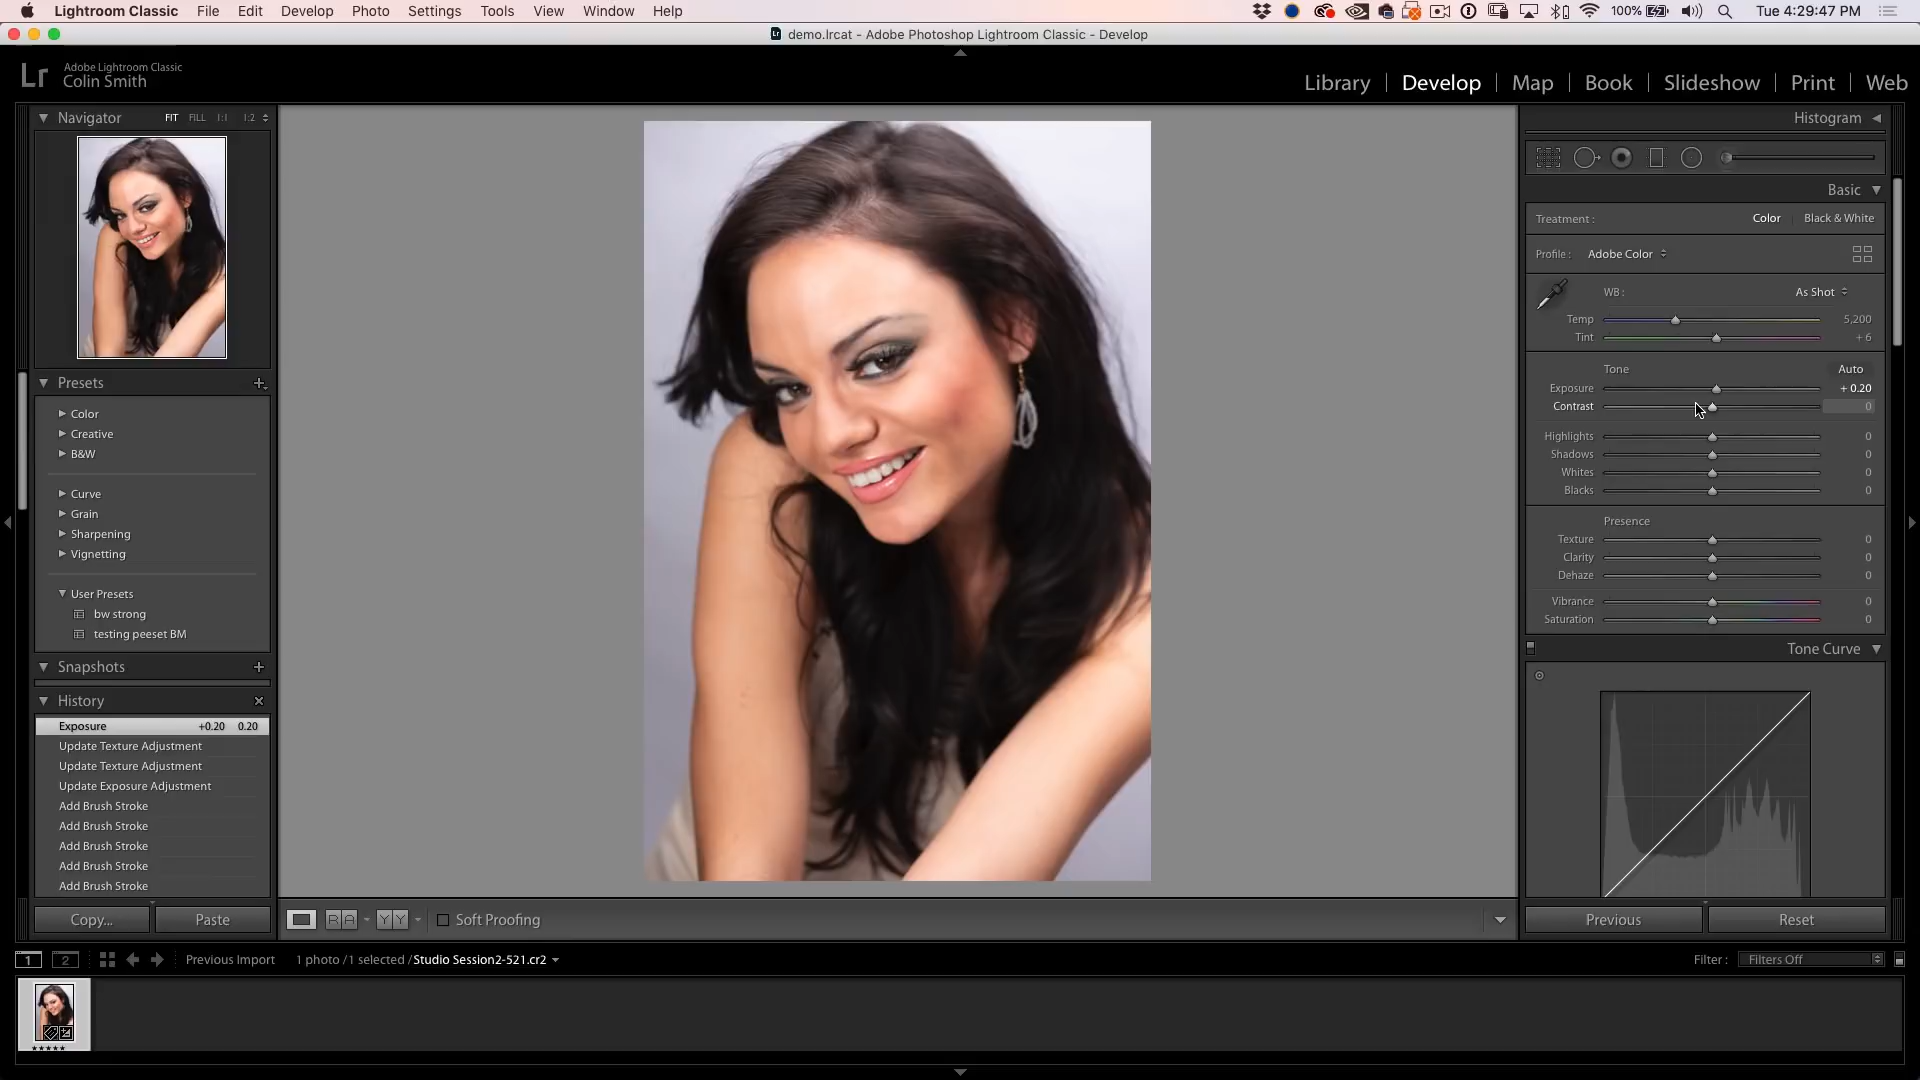 Lightroom Classic File Edit Develop Photo Settings Tools View Window Help 100% Tue 4:29:47 PM
demo.lrcat - Adobe Photoshop Lightroom Classic - Develop
Lr Adobe Lightroom Classic
Colin Smith
Library | Develop | Map | Book | Slideshow | Print | Web
Navigator FIT FILL 1:1 1:2
Presets +
Color
Creative
B&W
Curve
Grain
Sharpening
Vignetting
User Presets
bw strong
testing peeset BM
Snapshots +
History ×
Exposure +0.20 0.20
Update Texture Adjustment
Update Texture Adjustment
Update Exposure Adjustment
Add Brush Stroke
Add Brush Stroke
Add Brush Stroke
Add Brush Stroke
Add Brush Stroke
Copy... Paste
R A Y Y Soft Proofing
Histogram
Basic
Treatment : Color Black & White
Profile : Adobe Color
WB : As Shot
Temp 5,200
Tint + 6
Tone Auto
Exposure + 0.20
Contrast 0
Highlights 0
Shadows 0
Whites 0
Blacks 0
Presence
Texture 0
Clarity 0
Dehaze 0
Vibrance 0
Saturation 0
Tone Curve
Previous Reset
1 2 Previous Import 1 photo / 1 selected / Studio Session2-521.cr2 Filter : Filters Off
★★★★★